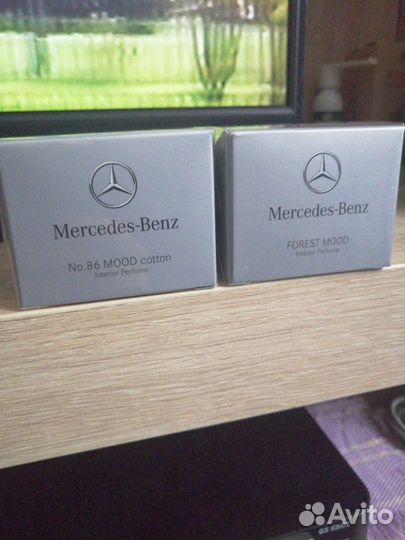 Mercedes-Benz
No.86 MOOD cotton
Interior Perfume
Mercedes-Benz
FOREST MOOD
Interior Perfume
Avito